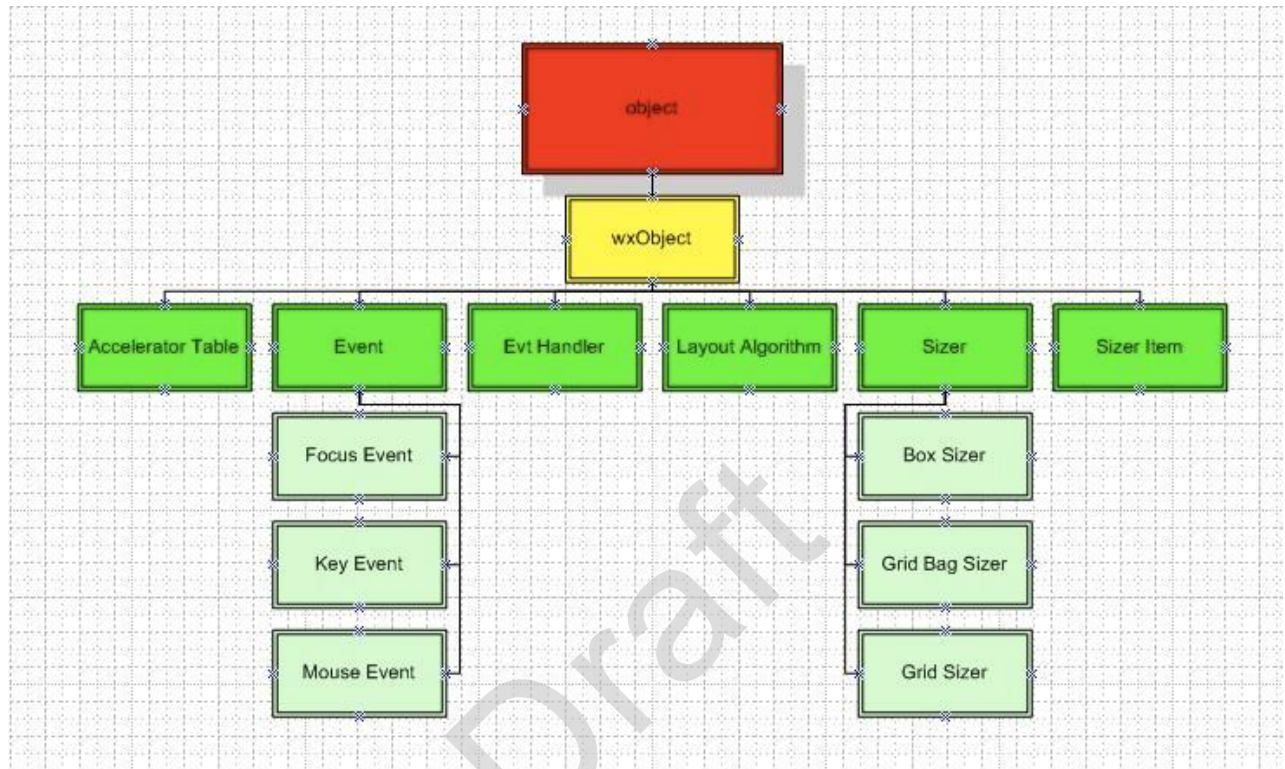 object
wxObject
Accelerator Table
Event
Evt Handler
Layout Algorithm
Sizer
Sizer Item
Focus Event
Box Sizer
Key Event
Grid Bag Sizer
Mouse Event
Grid Sizer
Draft